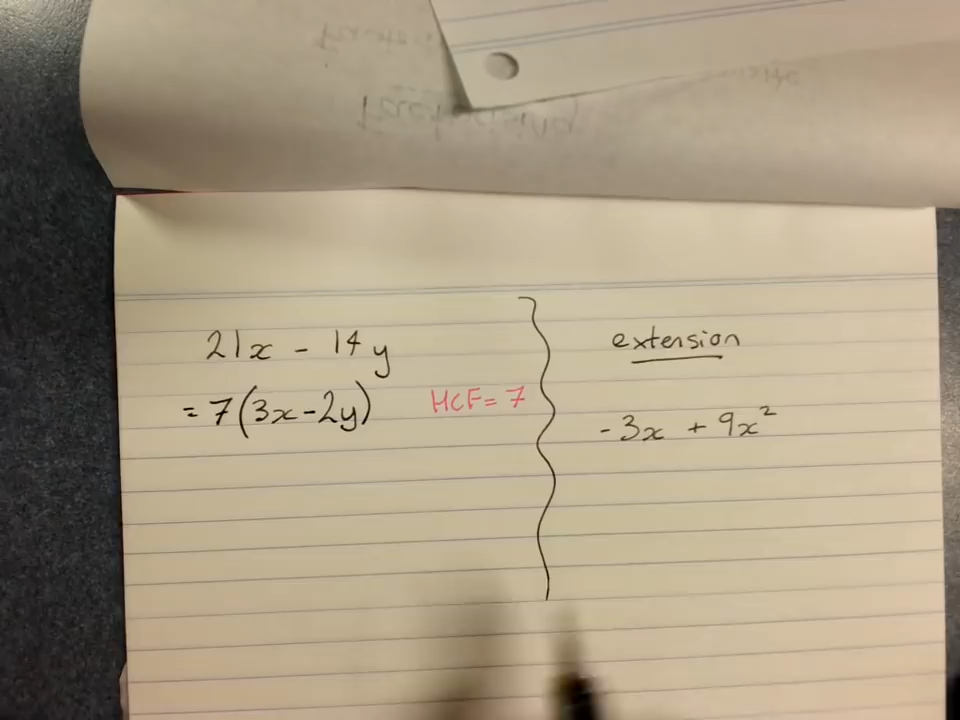 21x - 14y
= 7(3x-2y) HCF = 7
extension
-3x + 9x²